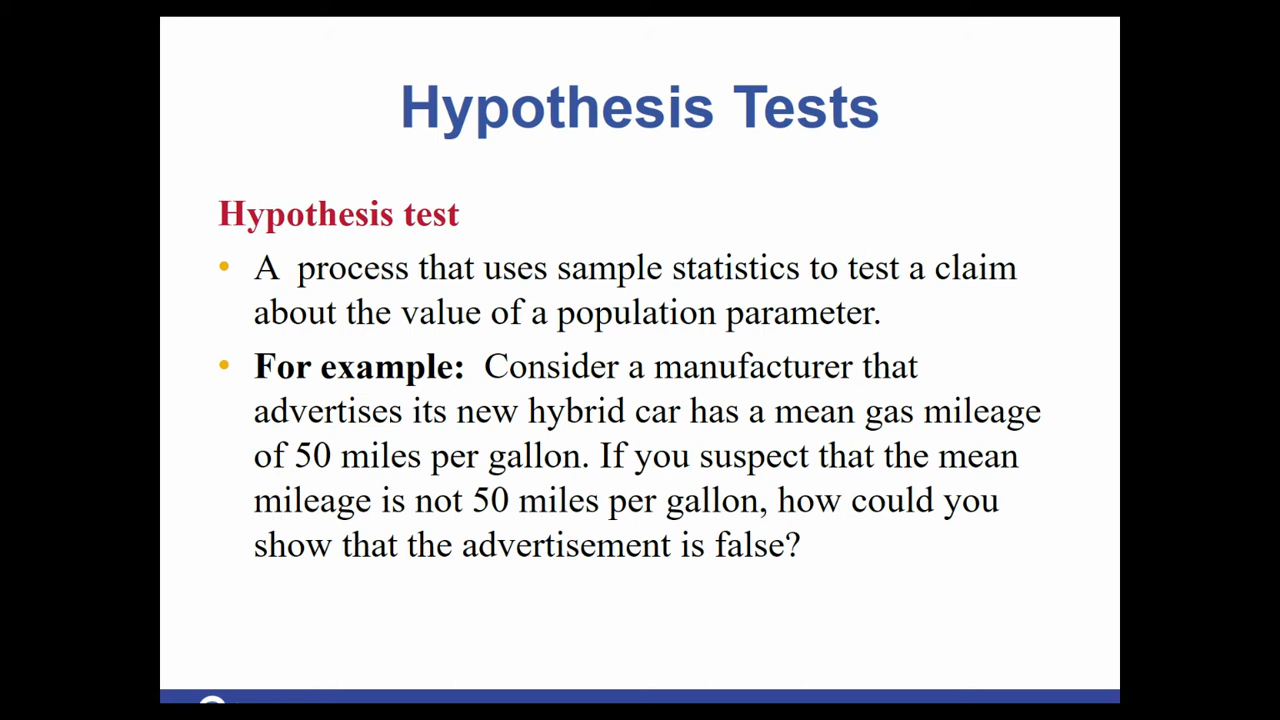 Hypothesis Tests
Hypothesis test
• A process that uses sample statistics to test a claim
about the value of a population parameter.
• For example: Consider a manufacturer that
advertises its new hybrid car has a mean gas mileage
of 50 miles per gallon. If you suspect that the mean
mileage is not 50 miles per gallon, how could you
show that the advertisement is false?